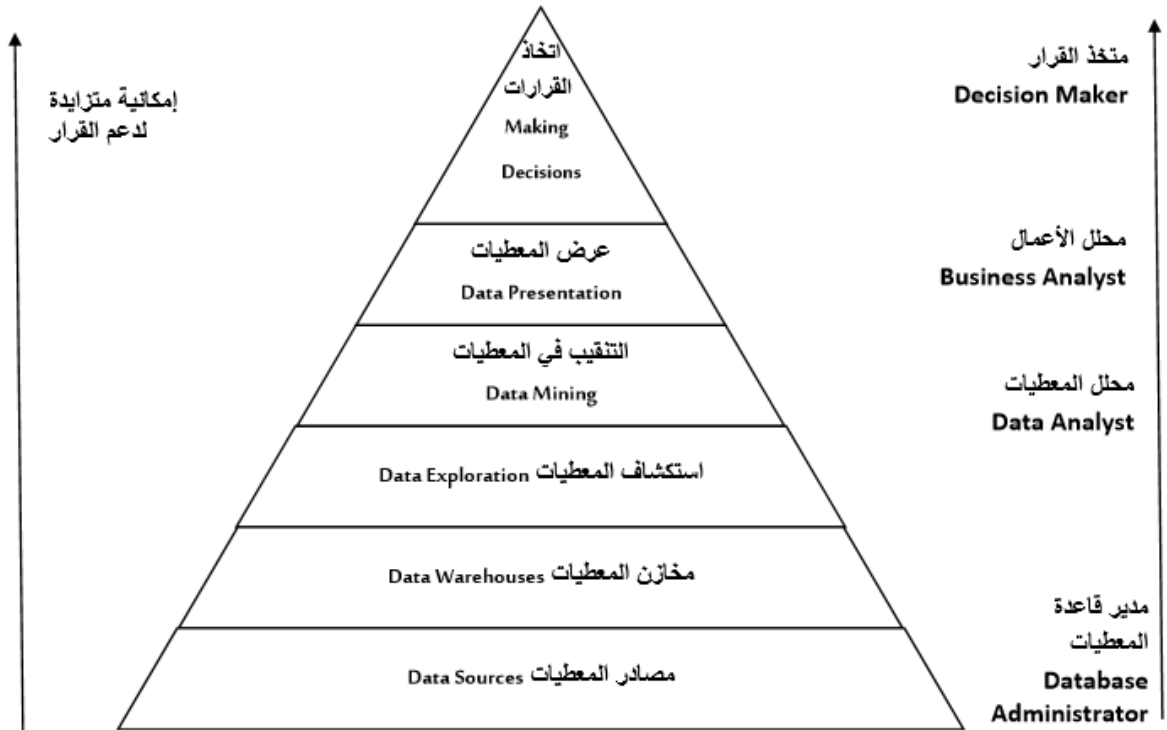 اتخاذ
القرارات
Making
Decisions
عرض المعطيات
Data Presentation
التنقيب في المعطيات
Data Mining
استكشاف المعطيات Data Exploration
مخازن المعطيات Data Warehouses
مصادر المعطيات Data Sources
إمكانية متزايدة
لدعم القرار
متخذ القرار
Decision Maker
محلل الأعمال
Business Analyst
محلل المعطيات
Data Analyst
مدير قاعدة
المعطيات
Database
Administrator